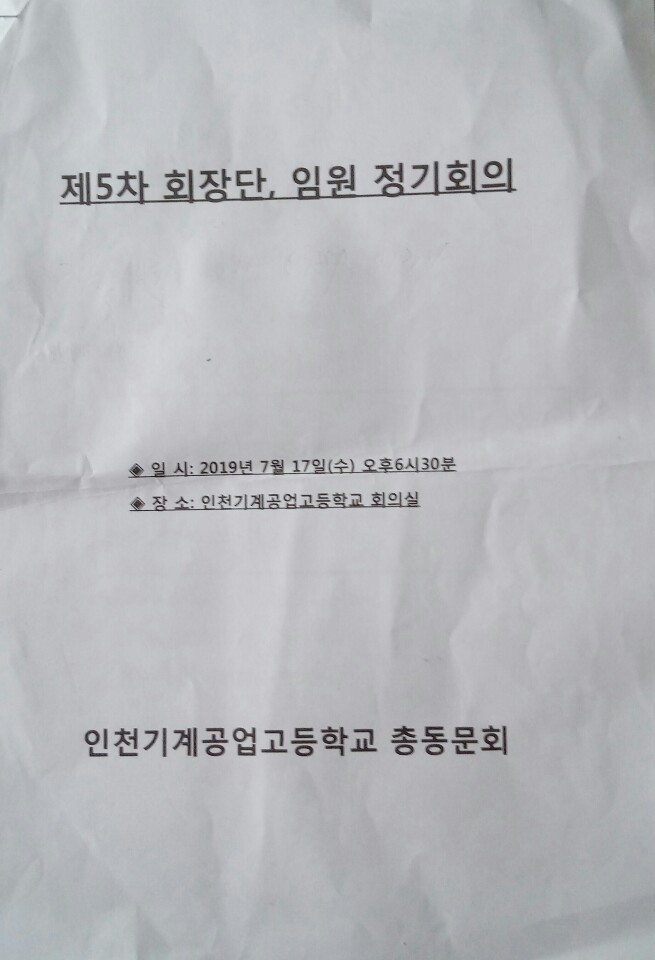 제5차 회장단, 임원 정기회의
◈ 일 시: 2019년 7월 17일(수) 오후6시30분
◈ 장 소: 인천기계공업고등학교 회의실
인천기계공업고등학교 총동문회